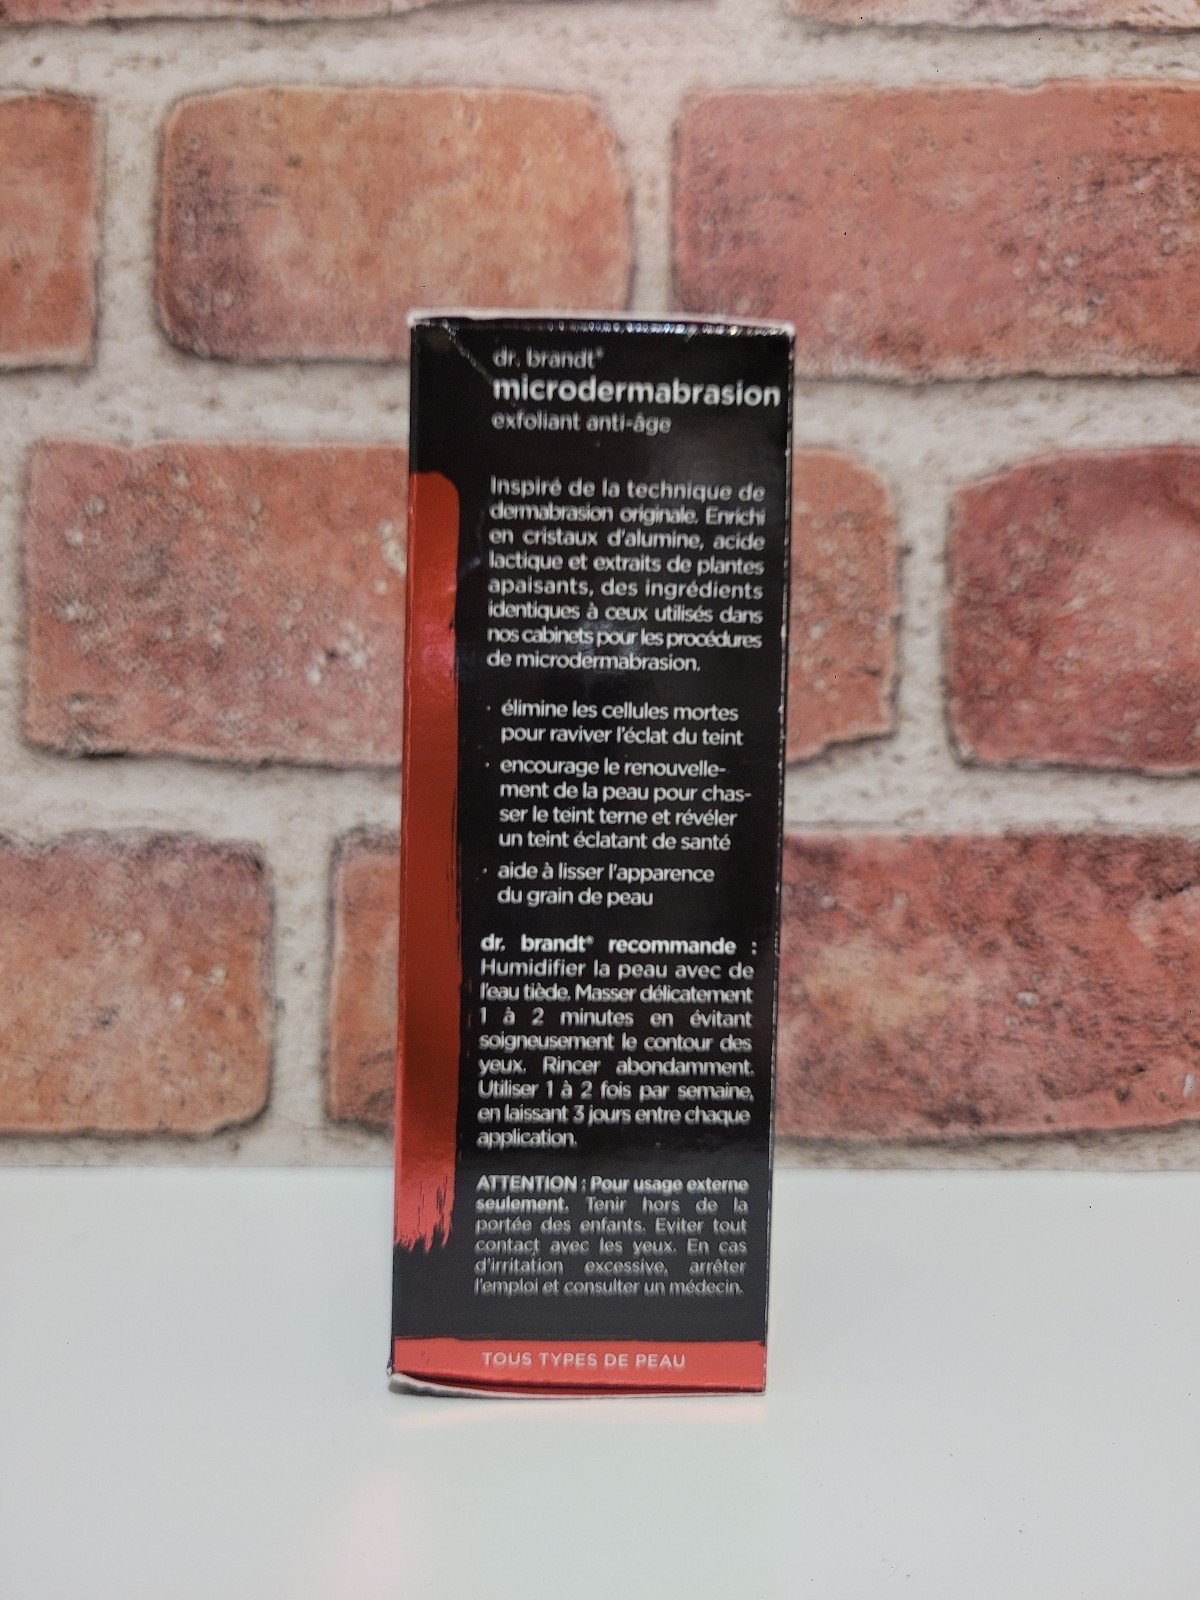 dr. brandt®
microdermabrasion
exfoliant anti-âge
Inspiré de la technique de
dermabrasion originale. Enrichi
en cristaux d'alumine, acide
lactique et extraits de plantes
apaisants, des ingrédients
identiques à ceux utilisés dans
nos cabinets pour les procédures
de microdermabrasion.
· élimine les cellules mortes
pour raviver l'éclat du teint
· encourage le renouvelle-
ment de la peau pour chas-
ser le teint terne et révéler
un teint éclatant de santé
· aide à lisser l'apparence
du grain de peau
dr. brandt® recommande :
Humidifier la peau avec de
l'eau tiède. Masser délicatement
1 à 2 minutes en évitant
soigneusement le contour des
yeux. Rincer abondamment.
Utiliser 1 à 2 fois par semaine,
en laissant 3 jours entre chaque
application.
ATTENTION : Pour usage externe
seulement. Tenir hors de la
portée des enfants. Eviter tout
contact avec les yeux. En cas
d'irritation excessive, arrêter
l'emploi et consulter un médecin.
TOUS TYPES DE PEAU